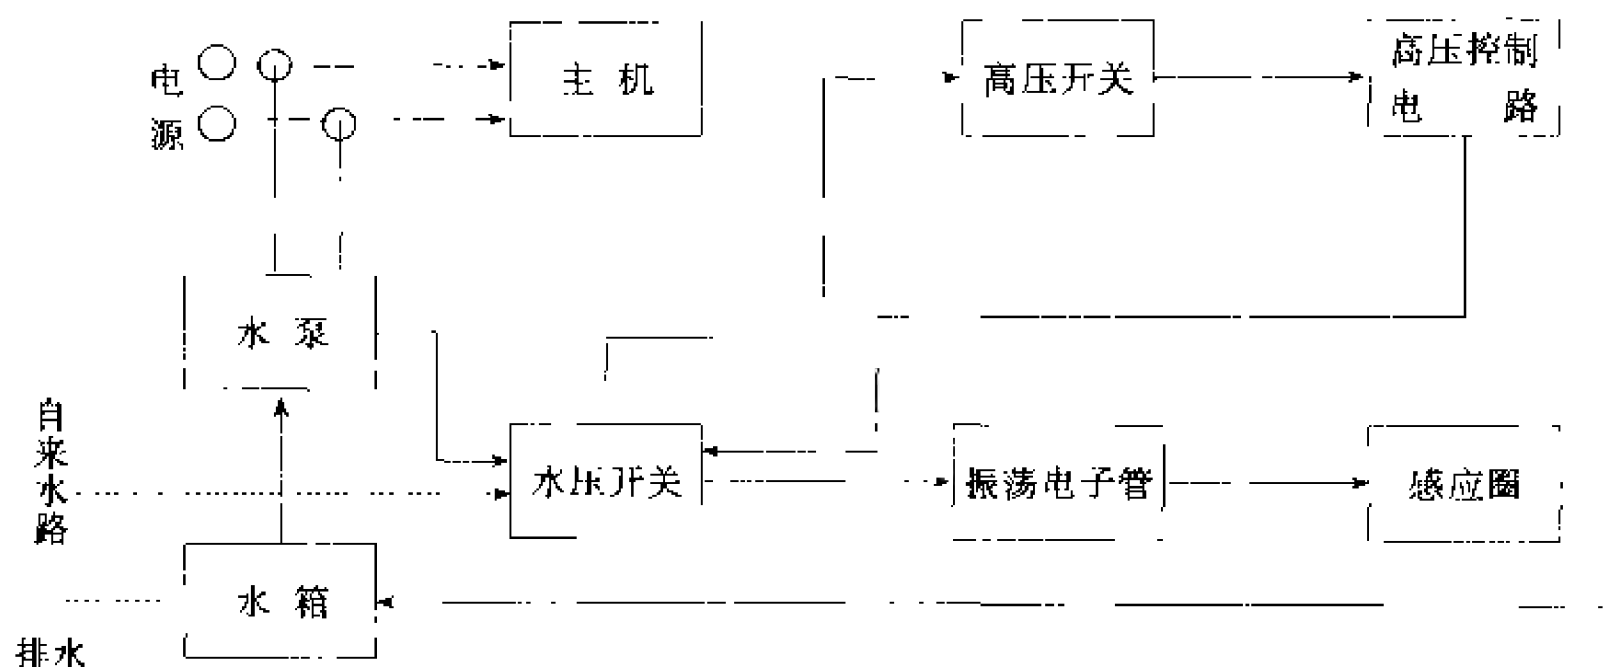 电源
主机
高压开关
高压控制
电路
水泵
自来水路
水压开关
振荡电子管
感应圈
水箱
排水